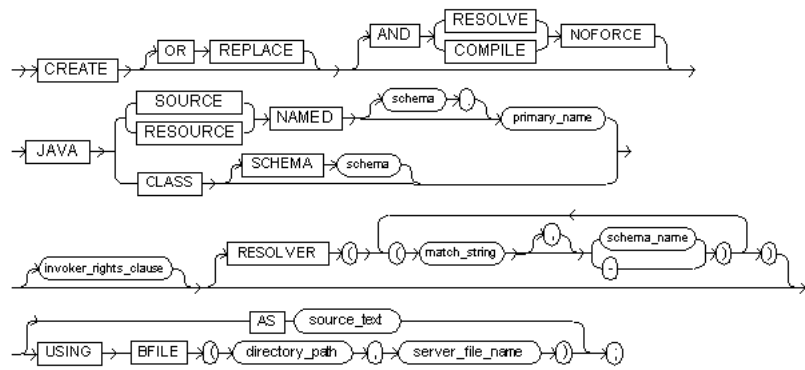 OR REPLACE AND RESOLVE
COMPILE NOFORCE
CREATE
SOURCE schema .
RESOURCE NAMED primary_name
JAVA
CLASS SCHEMA schema
invoker_rights_clause RESOLVER ( ( match_string , schema_name ) )
-
AS source_text
USING BFILE ( directory_path , server_file_name ) ;